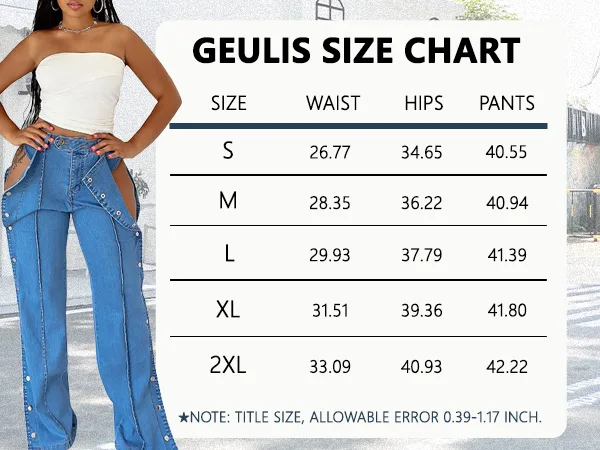 GEULIS SIZE CHART
SIZE WAIST HIPS PANTS
S 26.77 34.65 40.55
M 28.35 36.22 40.94
L 29.93 37.79 41.39
XL 31.51 39.36 41.80
2XL 33.09 40.93 42.22
★NOTE: TITLE SIZE, ALLOWABLE ERROR 0.39-1.17 INCH.